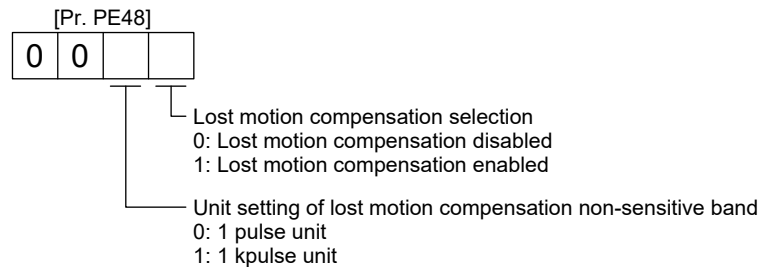 [Pr. PE48]
0 0
Lost motion compensation selection
0: Lost motion compensation disabled
1: Lost motion compensation enabled
Unit setting of lost motion compensation non-sensitive band
0: 1 pulse unit
1: 1 kpulse unit